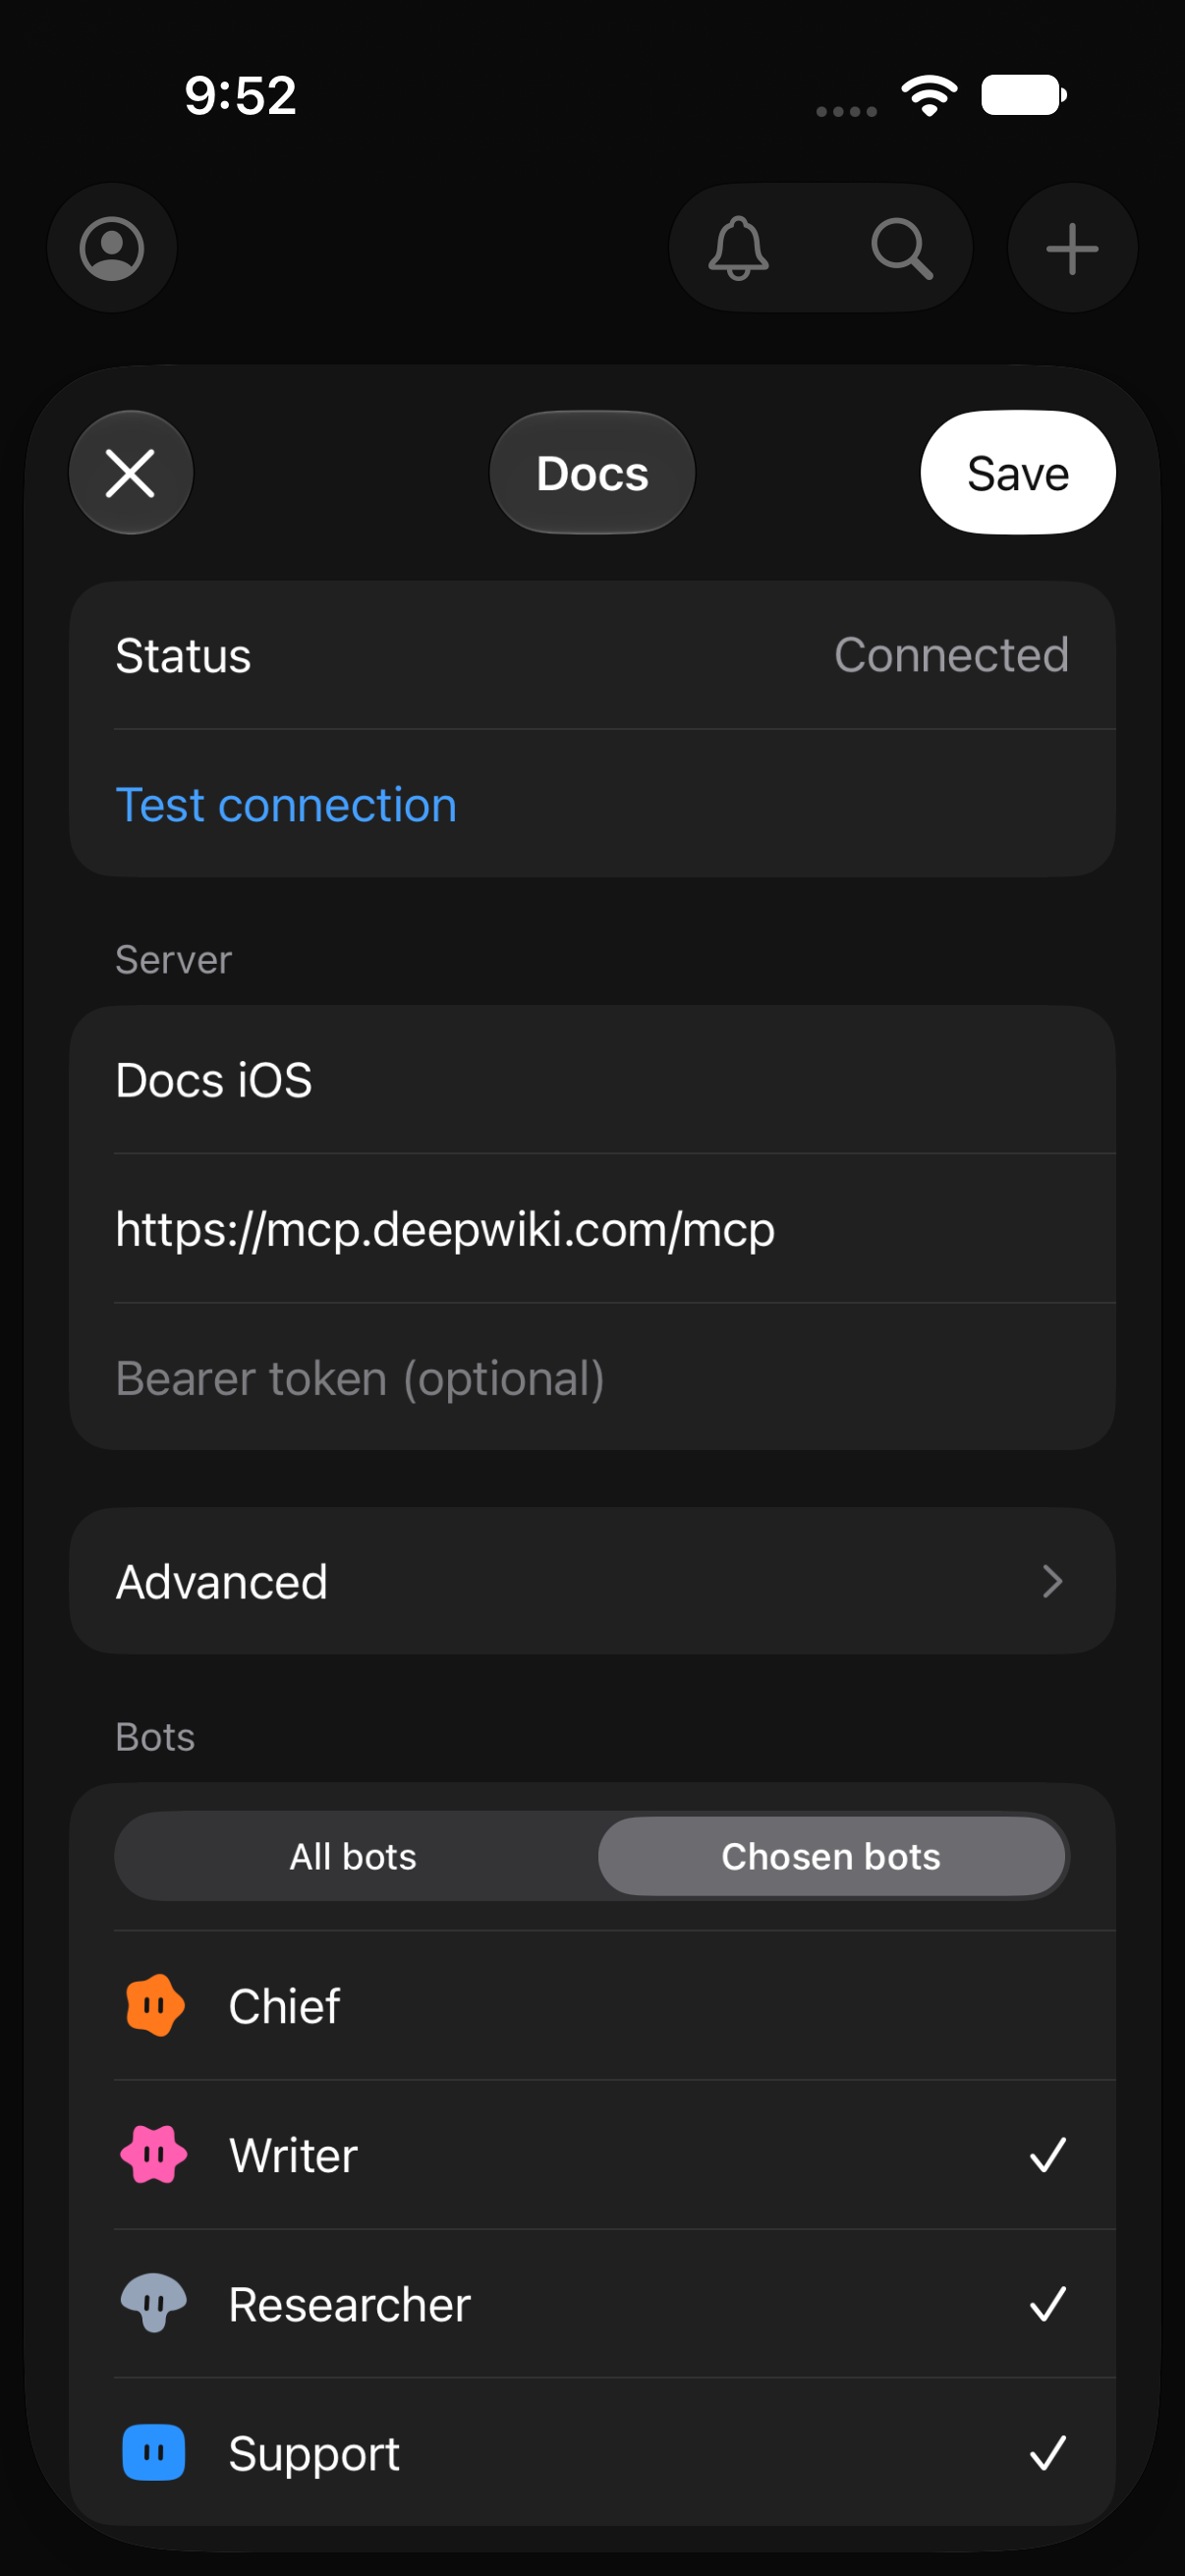 9:52
Docs
Save
Status
Connected
Test connection
Server
Docs iOS
https://mcp.deepwiki.com/mcp
Bearer token (optional)
Advanced
Bots
All bots
Chosen bots
Chief
Writer
Researcher
Support